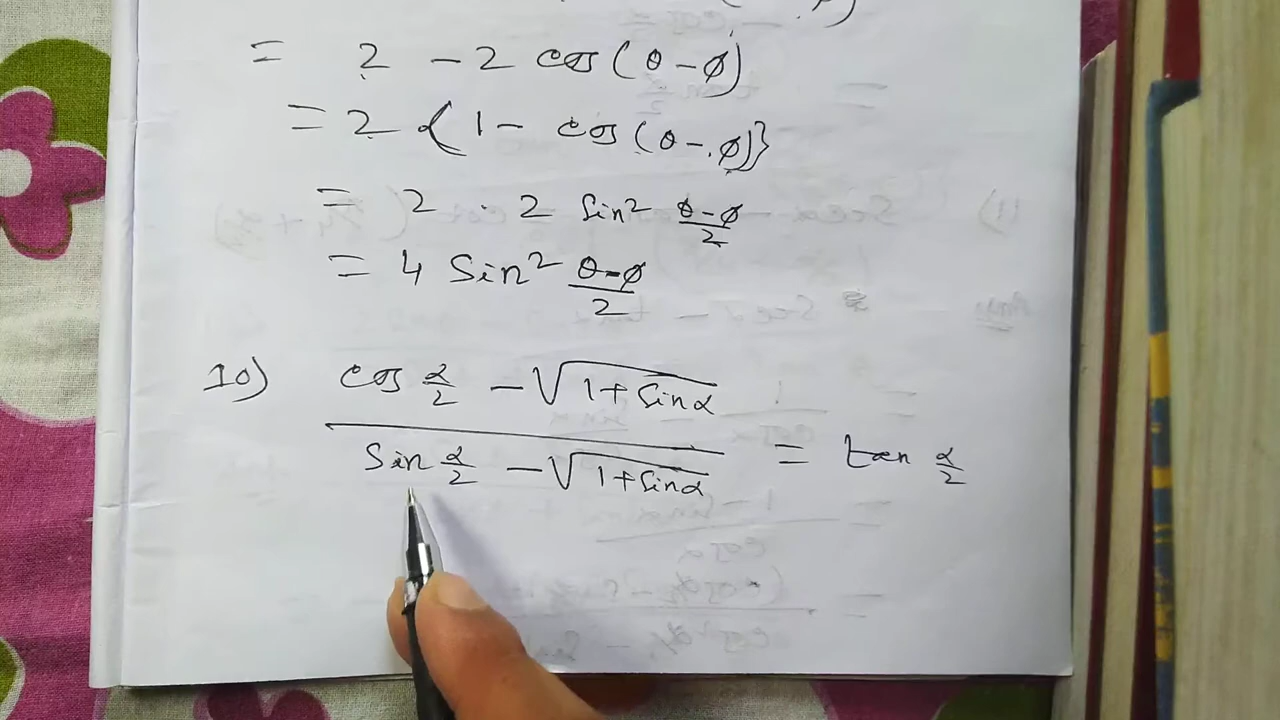 = 2 - 2 cos(θ-ϕ)
= 2 { 1 - cos(θ-ϕ)}
= 2 . 2 Sin² θ-ϕ/2
= 4 Sin² θ-ϕ/2
10) cos α/2 - √1+sinα
Sin α/2 - √1+sinα = tan α/2